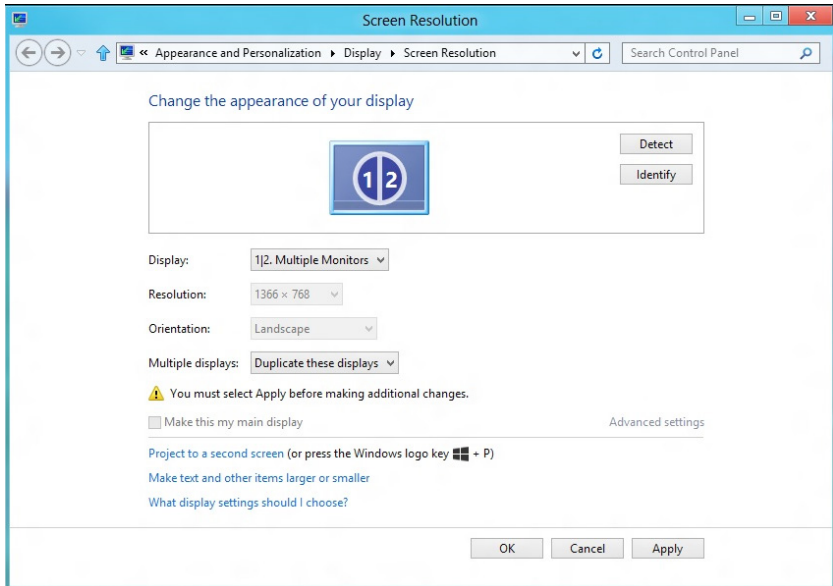 Screen Resolution
« Appearance and Personalization Display Screen Resolution
Search Control Panel
Change the appearance of your display
1|2
Detect
Identify
Display: 1|2. Multiple Monitors
Resolution: 1366 × 768
Orientation: Landscape
Multiple displays: Duplicate these displays
You must select Apply before making additional changes.
Make this my main display
Advanced settings
Project to a second screen (or press the Windows logo key + P)
Make text and other items larger or smaller
What display settings should I choose?
OK
Cancel
Apply